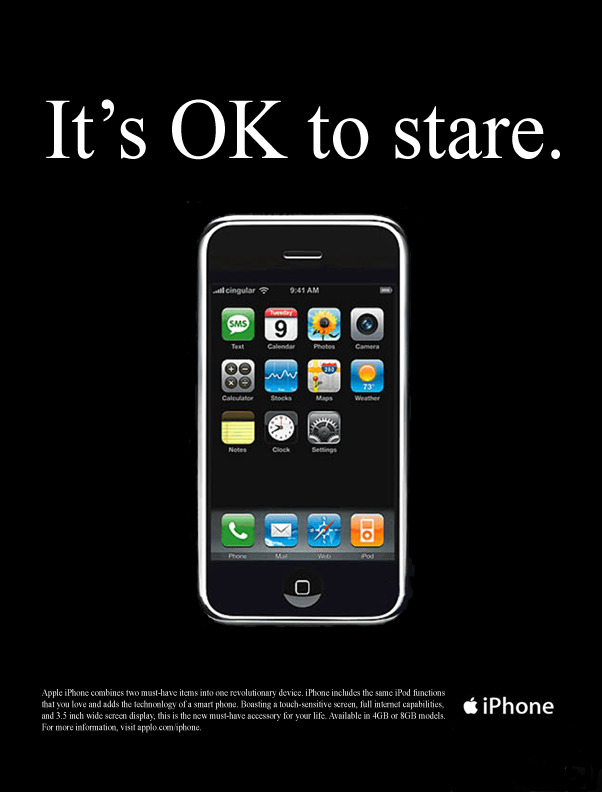 It's OK to stare.
cingular 9:41 AM
SMS Tuesday 9 280 73°
Text Calendar Photos Camera
Calculator Stocks Maps Weather
Notes Clock Settings
Phone Mail Web iPod
Apple iPhone combines two must-have items into one revolutionary device. iPhone includes the same iPod functions
that you love and adds the technonlogy of a smart phone. Boasting a touch-sensitive screen, full internet capabilities,
and 3.5 inch wide screen display, this is the new must-have accessory for your life. Available in 4GB or 8GB models.
For more information, visit applo.com/iphone.
iPhone